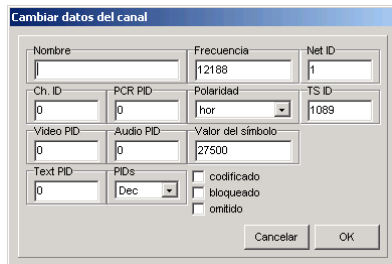 Cambiar datos del canal
Nombre Frecuencia Net ID
12188 1
Ch. ID PCR PID Polaridad TS ID
0 0 hor 1089
Video PID Audio PID Valor del símbolo
0 0 27500
Text PID PIDs
0 Dec
codificado
bloqueado
omitido
Cancelar OK